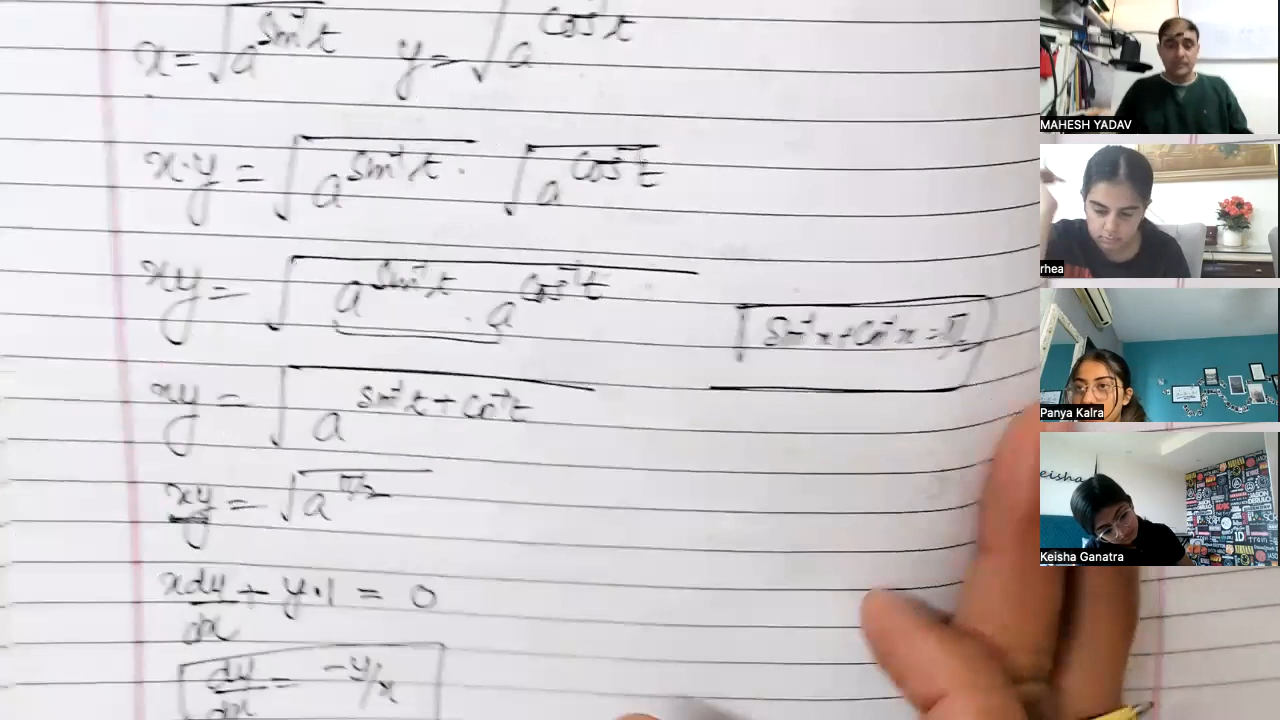 x = √a^sin⁻¹t   y = √a^cos⁻¹t
x·y = √a^sin⁻¹t · √a^cos⁻¹t
xy = √a^sin⁻¹t · a^cos⁻¹t
sin⁻¹x + cos⁻¹x = π/2
xy = √a^sin⁻¹t + cos⁻¹t
xy = √a^π/2
x dy/dx + y·1 = 0
dy/dx = -y/x
MAHESH YADAV
rhea
Panya Kalra
eisha
Keisha Ganatra